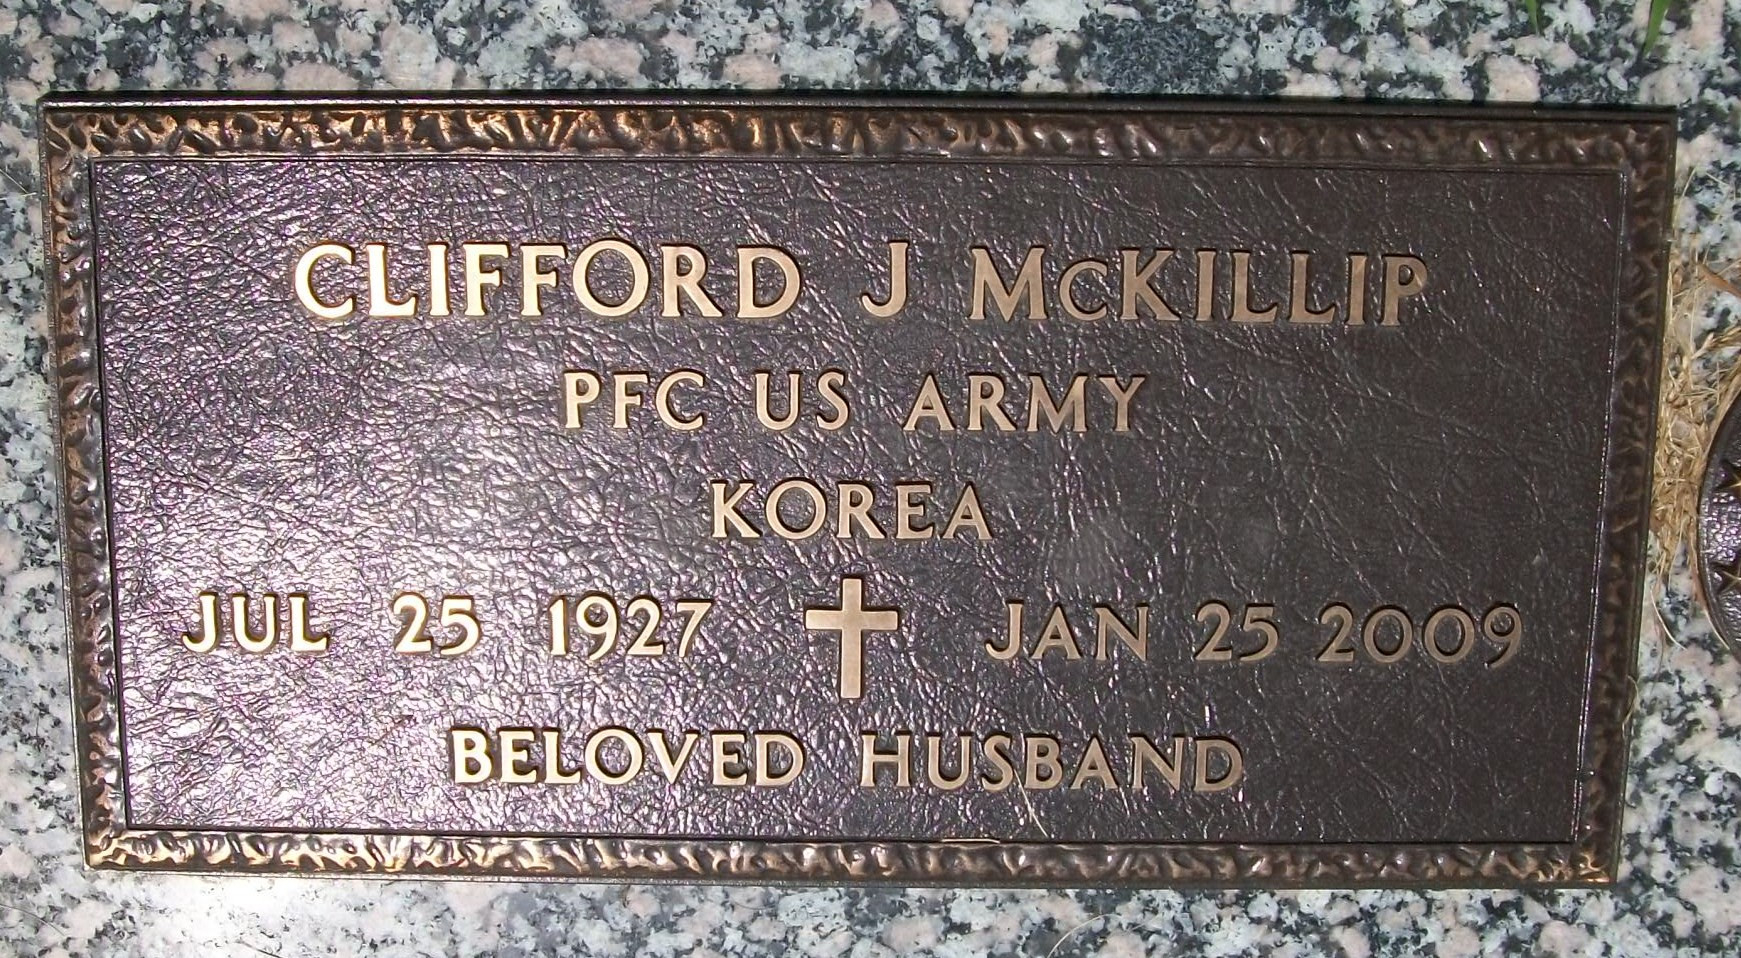 CLIFFORD J McKILLIP
PFC US ARMY
KOREA
JUL 25 1927 JAN 25 2009
BELOVED HUSBAND